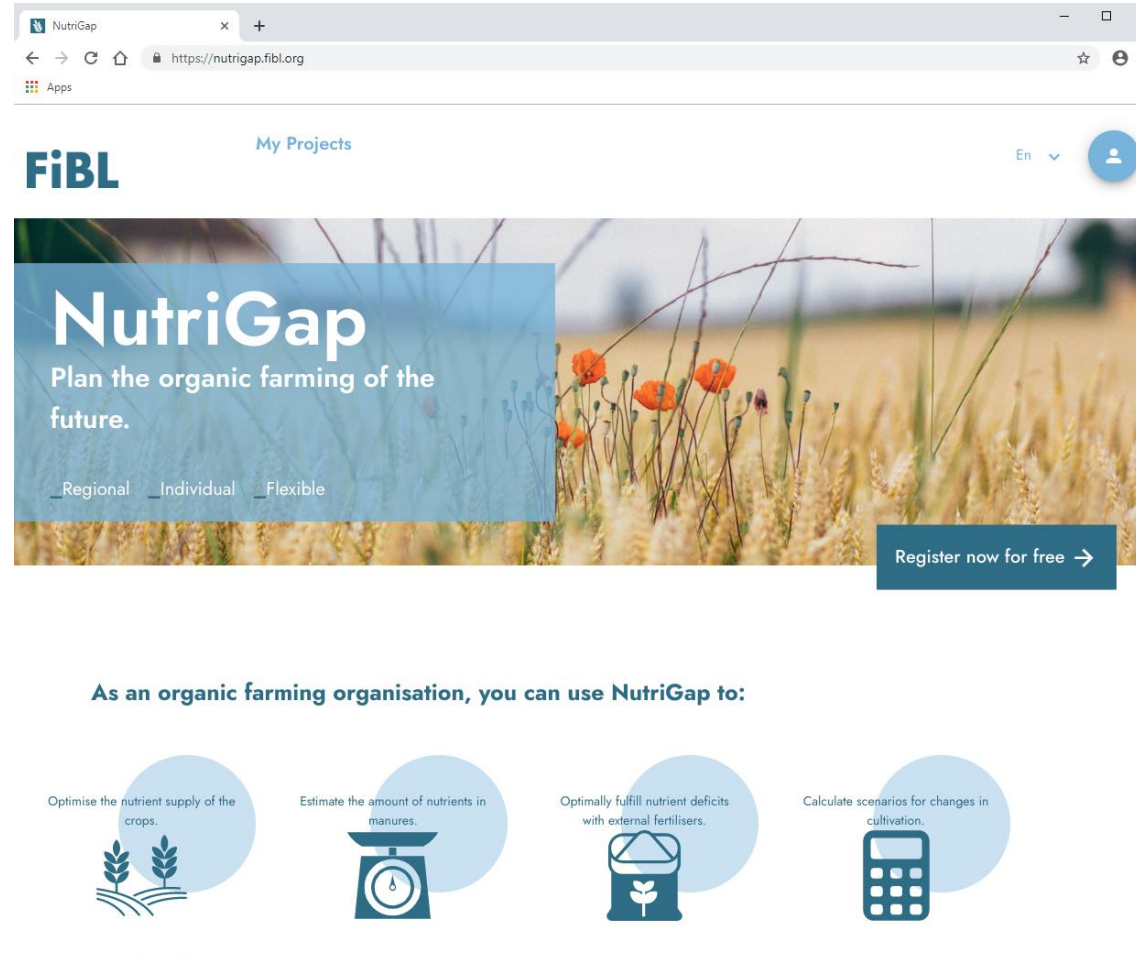 NutriGap
https://nutrigap.fibl.org
Apps
FiBL
My Projects
En
NutriGap
Plan the organic farming of the
future.
_Regional _Individual _Flexible
Register now for free →
As an organic farming organisation, you can use NutriGap to:
Optimise the nutrient supply of the
crops.
Estimate the amount of nutrients in
manures.
Optimally fulfill nutrient deficits
with external fertilisers.
Calculate scenarios for changes in
cultivation.